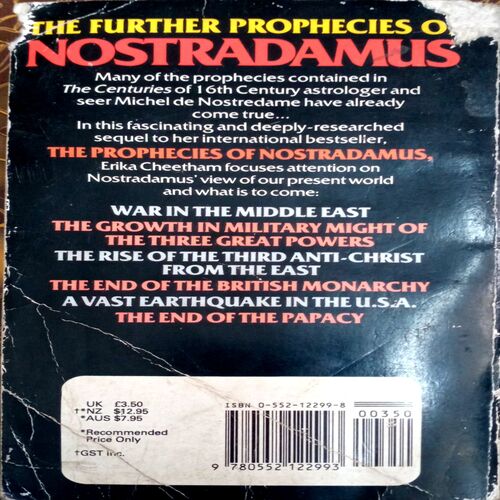 THE FURTHER PROPHECIES O
NOSTRADAMUS
Many of the prophecies contained in
The Centuries of 16th Century astrologer and
seer Michel de Nostredame have already
come true...
In this fascinating and deeply-researched
sequel to her international bestseller,
THE PROPHECIES OF NOSTRADAMUS,
Erika Cheetham focuses attention on
Nostradamus' view of our present world
and what is to come:
WAR IN THE MIDDLE EAST
THE GROWTH IN MILITARY MIGHT OF
THE THREE GREAT POWERS
THE RISE OF THE THIRD ANTI-CHRIST
FROM THE EAST
THE END OF THE BRITISH MONARCHY
A VAST EARTHQUAKE IN THE U.S.A.
THE END OF THE PAPACY
UK £3.50
†*NZ $12.95
*AUS $7.95
*Recommended
Price Only
†GST inc.
ISBN 0-552-12299-8
00350
9 780552 122993